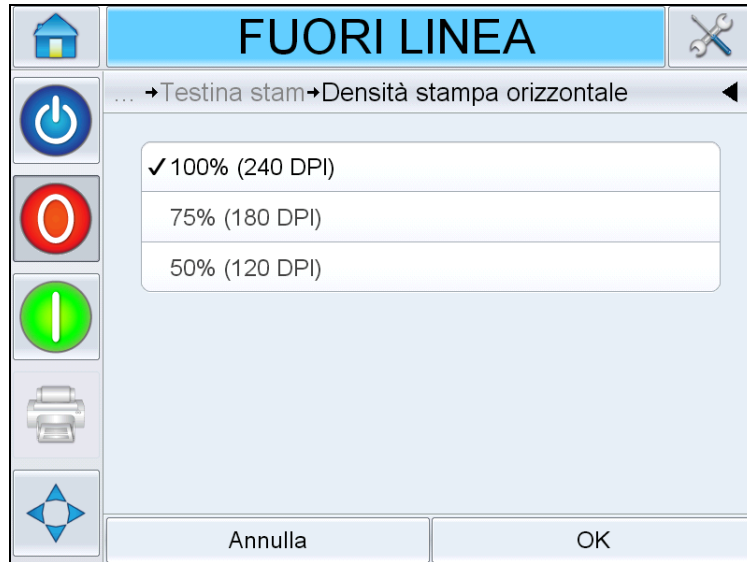 FUORI LINEA
... →Testina stam→Densità stampa orizzontale
✓100% (240 DPI)
75% (180 DPI)
50% (120 DPI)
Annulla
OK